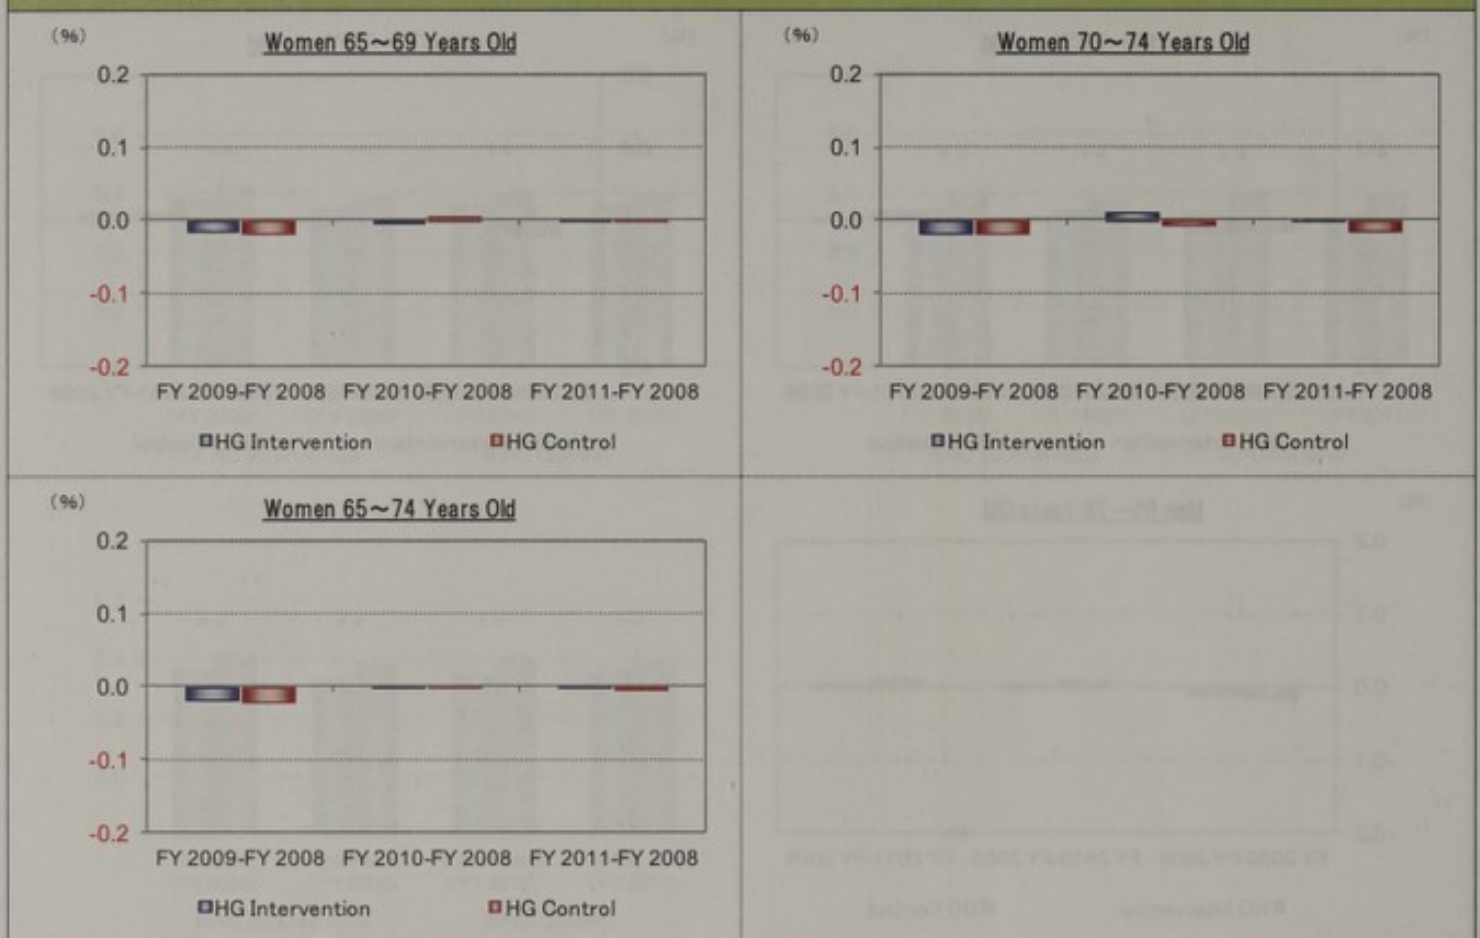 (%)
Women 65～69 Years Old
0.2
0.1
0.0
-0.1
-0.2
FY 2009-FY 2008 FY 2010-FY 2008 FY 2011-FY 2008
HG Intervention HG Control
(%)
Women 70～74 Years Old
0.2
0.1
0.0
-0.1
-0.2
FY 2009-FY 2008 FY 2010-FY 2008 FY 2011-FY 2008
HG Intervention HG Control
(%)
Women 65～74 Years Old
0.2
0.1
0.0
-0.1
-0.2
FY 2009-FY 2008 FY 2010-FY 2008 FY 2011-FY 2008
HG Intervention HG Control